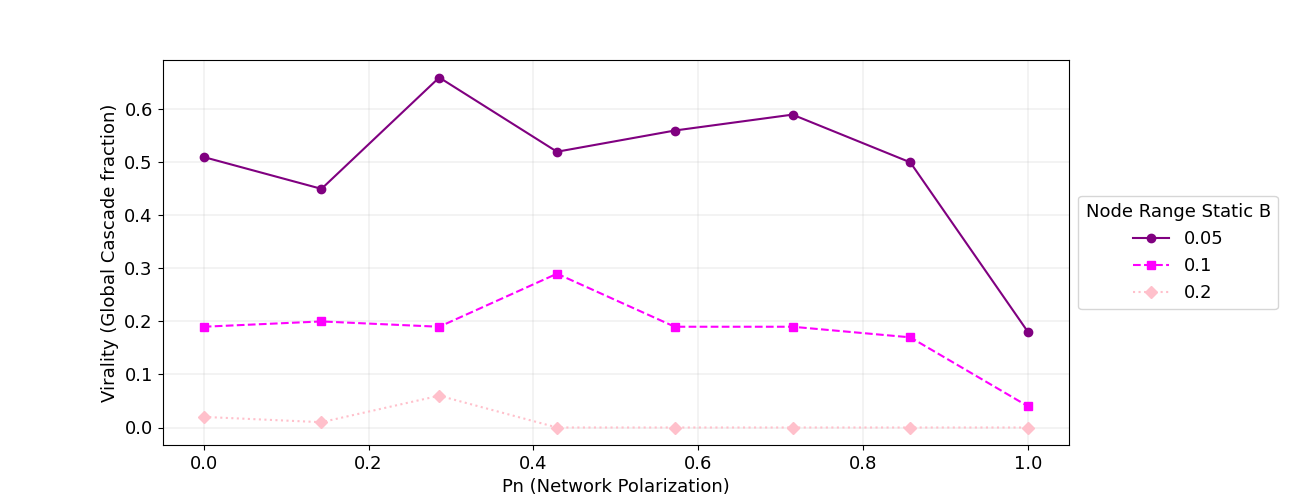 Virality (Global Cascade fraction)
0.6
0.5
0.4
0.3
0.2
0.1
0.0
0.0 0.2 0.4 0.6 0.8 1.0
Pn (Network Polarization)
Node Range Static B
0.05
0.1
0.2